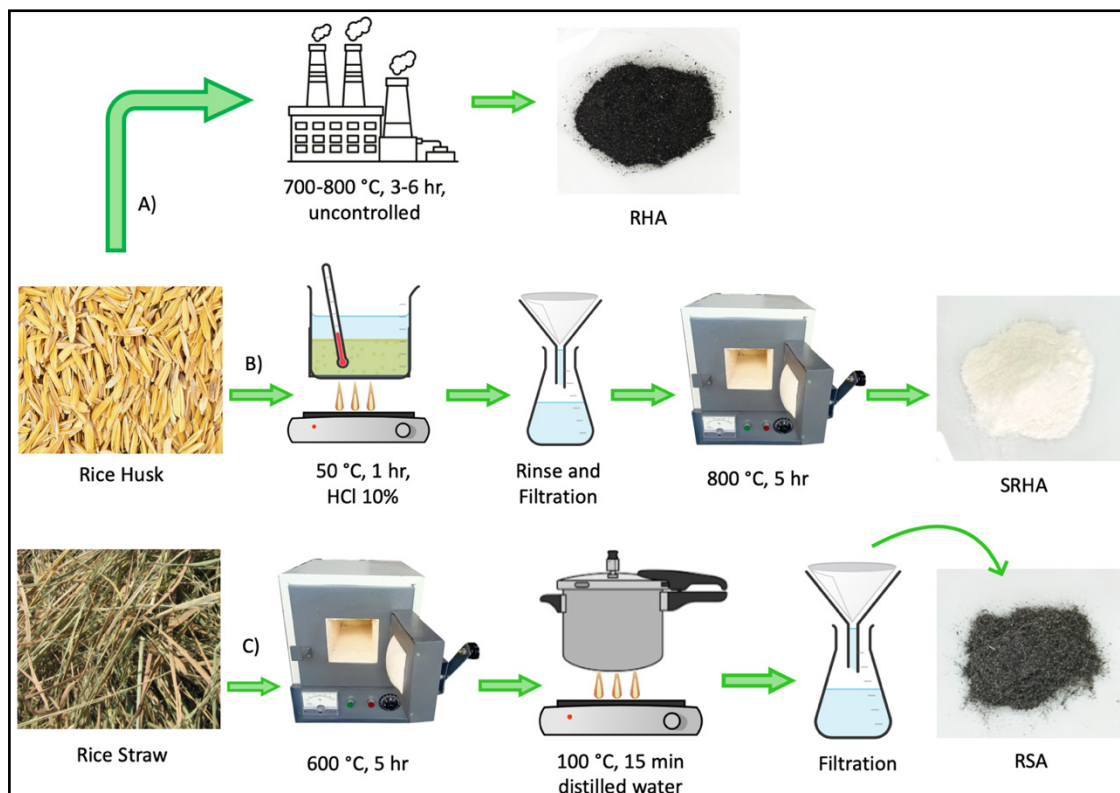 A)
700-800 °C, 3-6 hr,
uncontrolled
RHA
B)
Rice Husk
50 °C, 1 hr,
HCl 10%
Rinse and
Filtration
800 °C, 5 hr
SRHA
C)
Rice Straw
600 °C, 5 hr
100 °C, 15 min
distilled water
Filtration
RSA